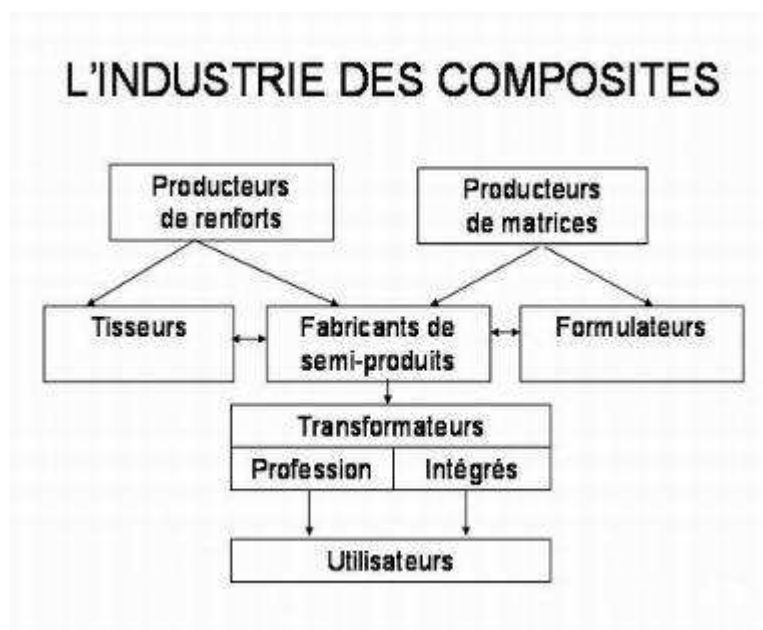 L'INDUSTRIE DES COMPOSITES
Producteurs
de renforts
Producteurs
de matrices
Tisseurs
Fabricants de
semi-produits
Formulateurs
Transformateurs
Profession
Intégrés
Utilisateurs